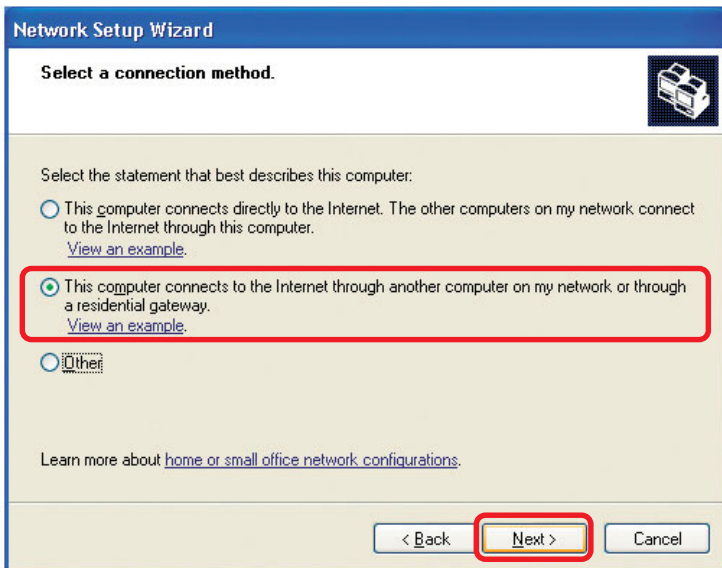 Network Setup Wizard
Select a connection method.
Select the statement that best describes this computer:
This computer connects directly to the Internet. The other computers on my network connect
to the Internet through this computer.
View an example.
This computer connects to the Internet through another computer on my network or through
a residential gateway.
View an example.
Other
Learn more about home or small office network configurations.
< Back
Next >
Cancel